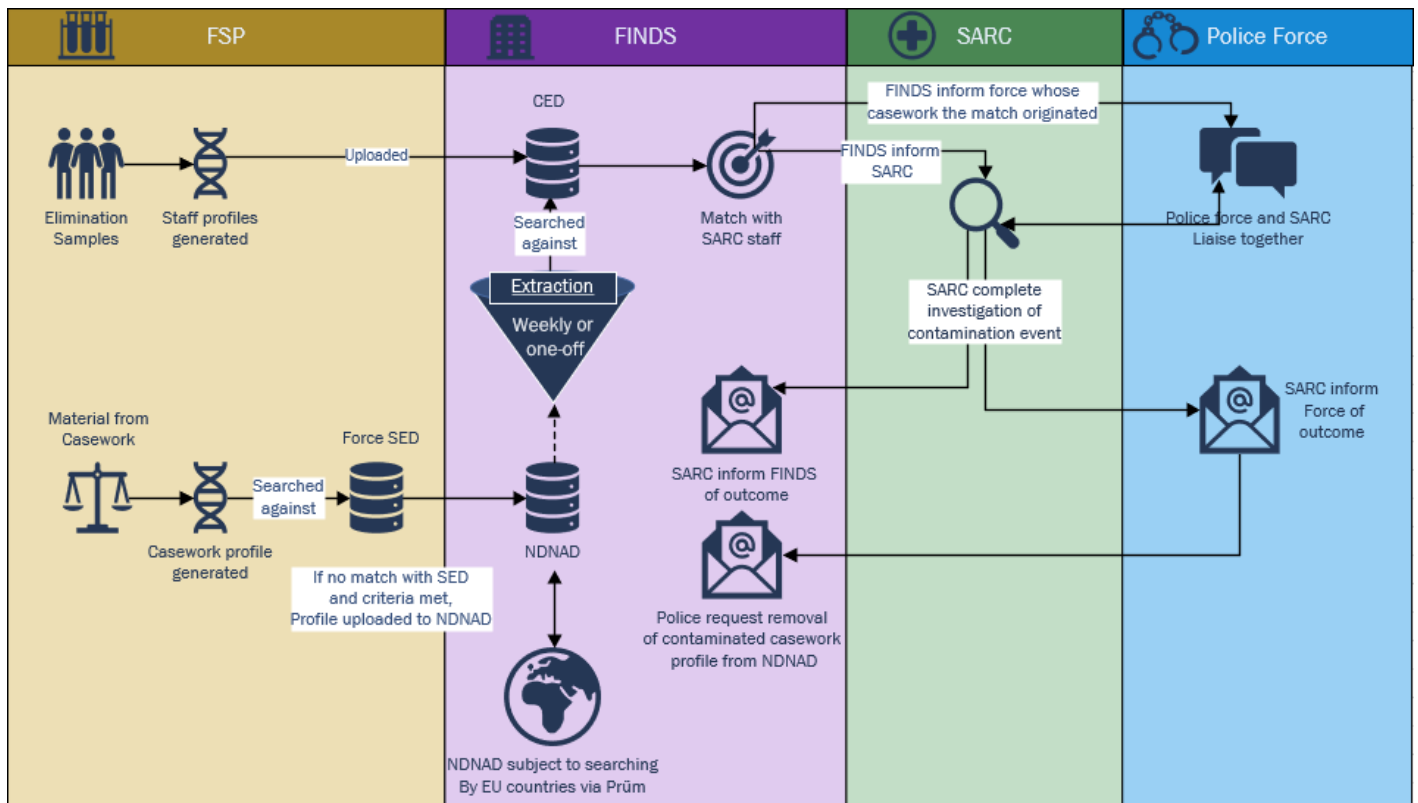 FSP
FINDS
SARC
Police Force
CED
FINDS inform force whose
casework the match originated
Uploaded
FINDS inform
SARC
Elimination
Samples
Staff profiles
generated
Searched
against
Match with
SARC staff
Police force and SARC
Liaise together
Extraction
Weekly or
one-off
SARC complete
investigation of
contamination event
Material from
Casework
Force SED
SARC inform
Force of
outcome
Searched
against
SARC inform FINDS
of outcome
Casework profile
generated
NDNAD
If no match with SED
and criteria met,
Profile uploaded to NDNAD
Police request removal
of contaminated casework
profile from NDNAD
NDNAD subject to searching
By EU countries via Prüm